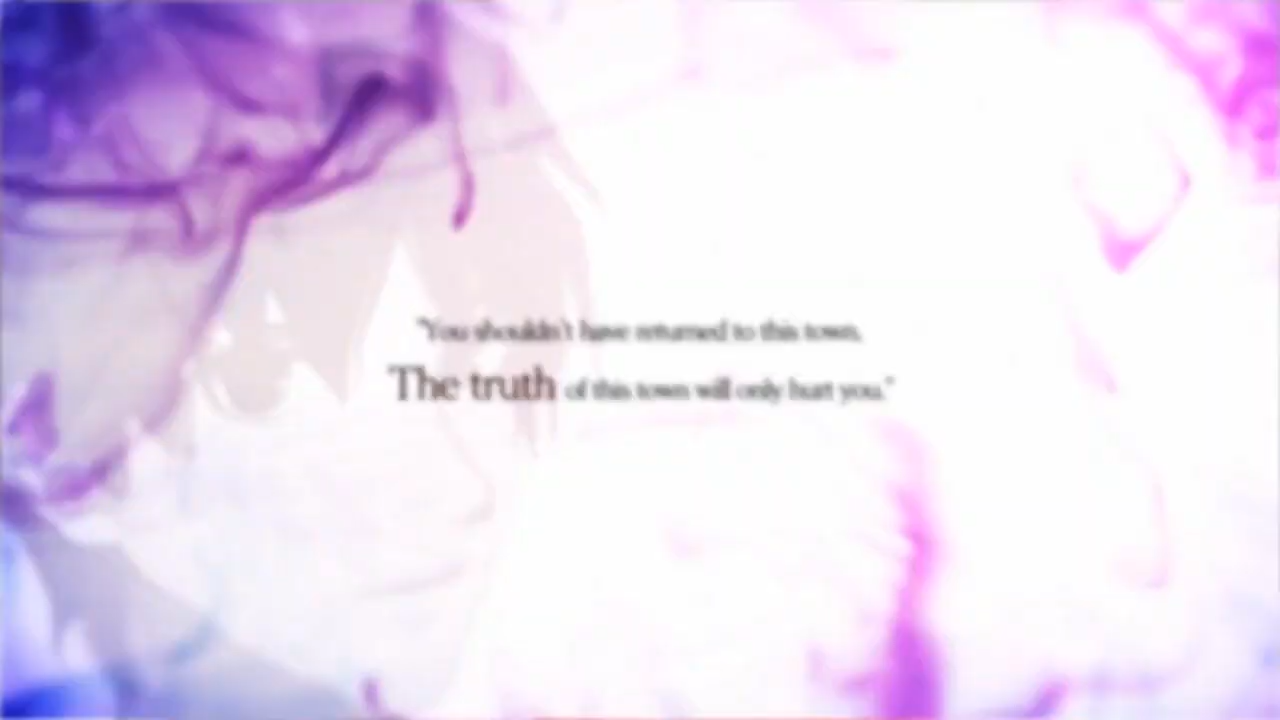 "You shouldn't have returned to this town.
The truth of this town will only hurt you."